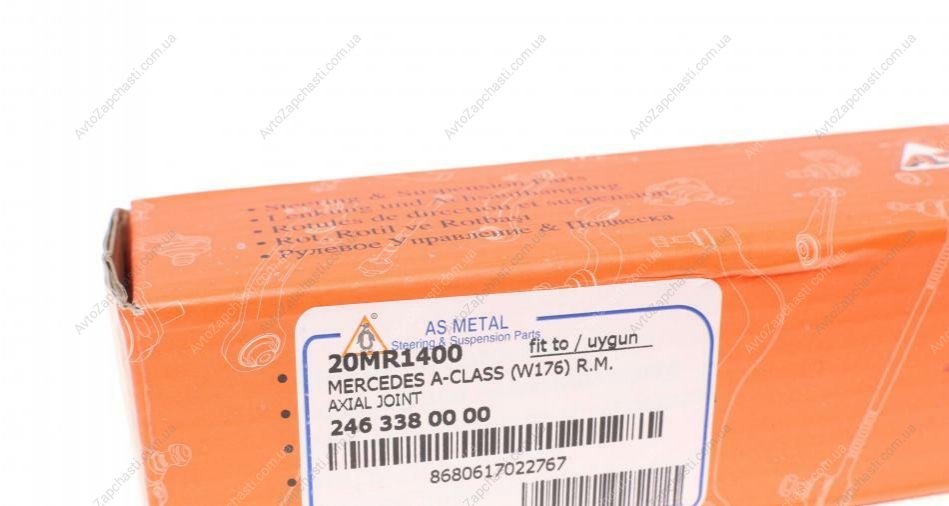 • Steering & Suspension Parts
• Lenkung und Achsaufhangung
• Rotules de direction et suspension
• Rot, Rotil ve Rotbast
• Рулевое Управление & Подвеска
AS METAL
Steering & Suspension Parts
20MR1400 fit to / uygun
MERCEDES A-CLASS (W176) R.M.
AXIAL JOINT
246 338 00 00
8680617022767
AvtoZapchasti.com.ua